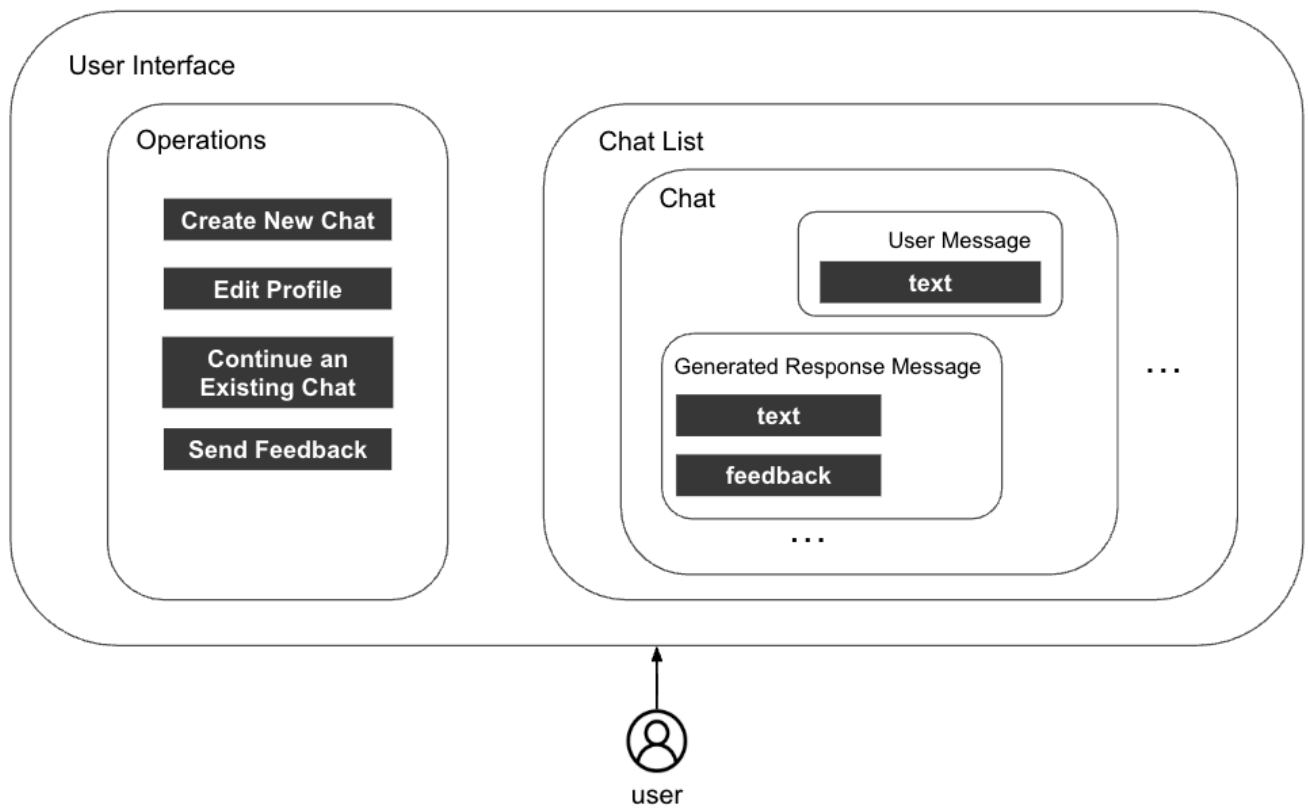 User Interface
Operations
Create New Chat
Edit Profile
Continue an
Existing Chat
Send Feedback
Chat List
Chat
User Message
text
Generated Response Message
text
feedback
...
...
user